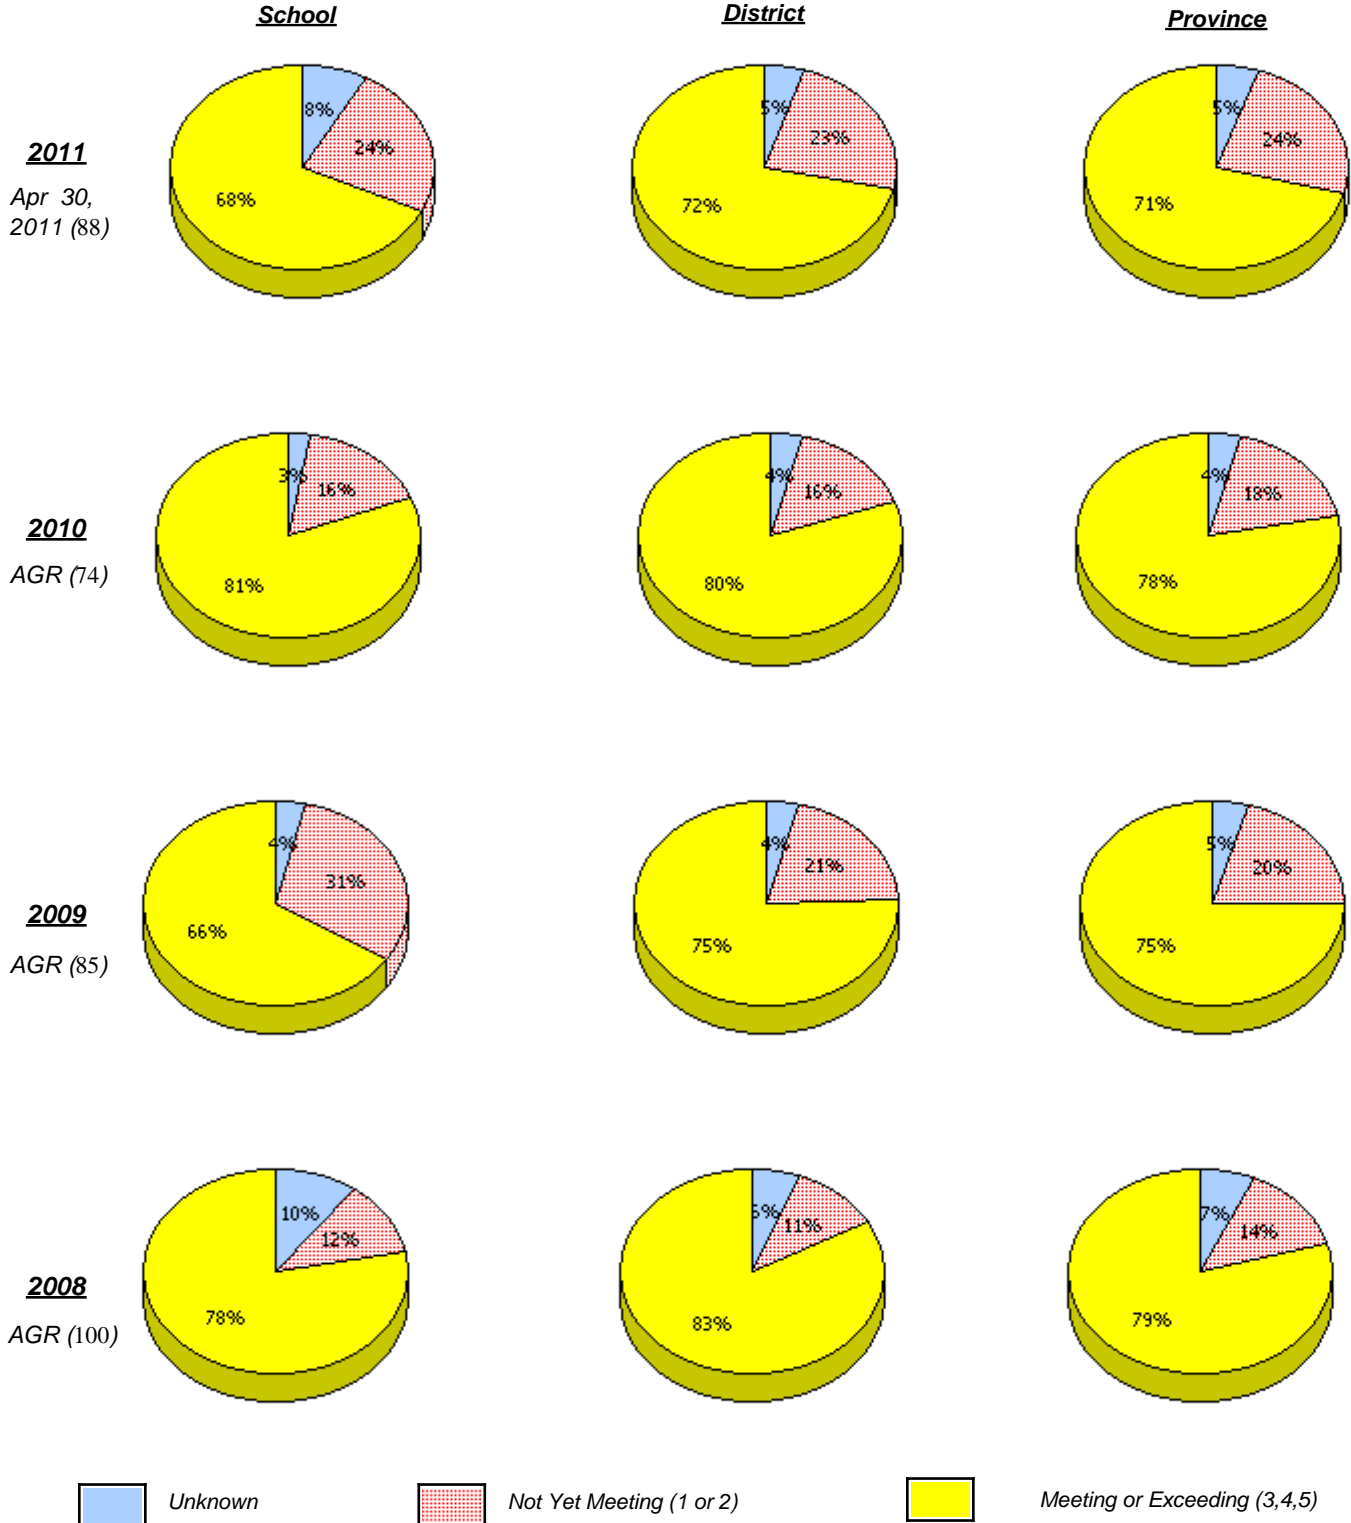 School District Province
2011
Apr 30,
2011 (88)
8% 24% 68%
5% 23% 72%
5% 24% 71%
2010
AGR (74)
3% 16% 81%
4% 16% 80%
4% 18% 78%
2009
AGR (85)
4% 31% 66%
4% 21% 75%
5% 20% 75%
2008
AGR (100)
10% 12% 78%
11% 83%
7% 14% 79%
Unknown Not Yet Meeting (1 or 2) Meeting or Exceeding (3,4,5)